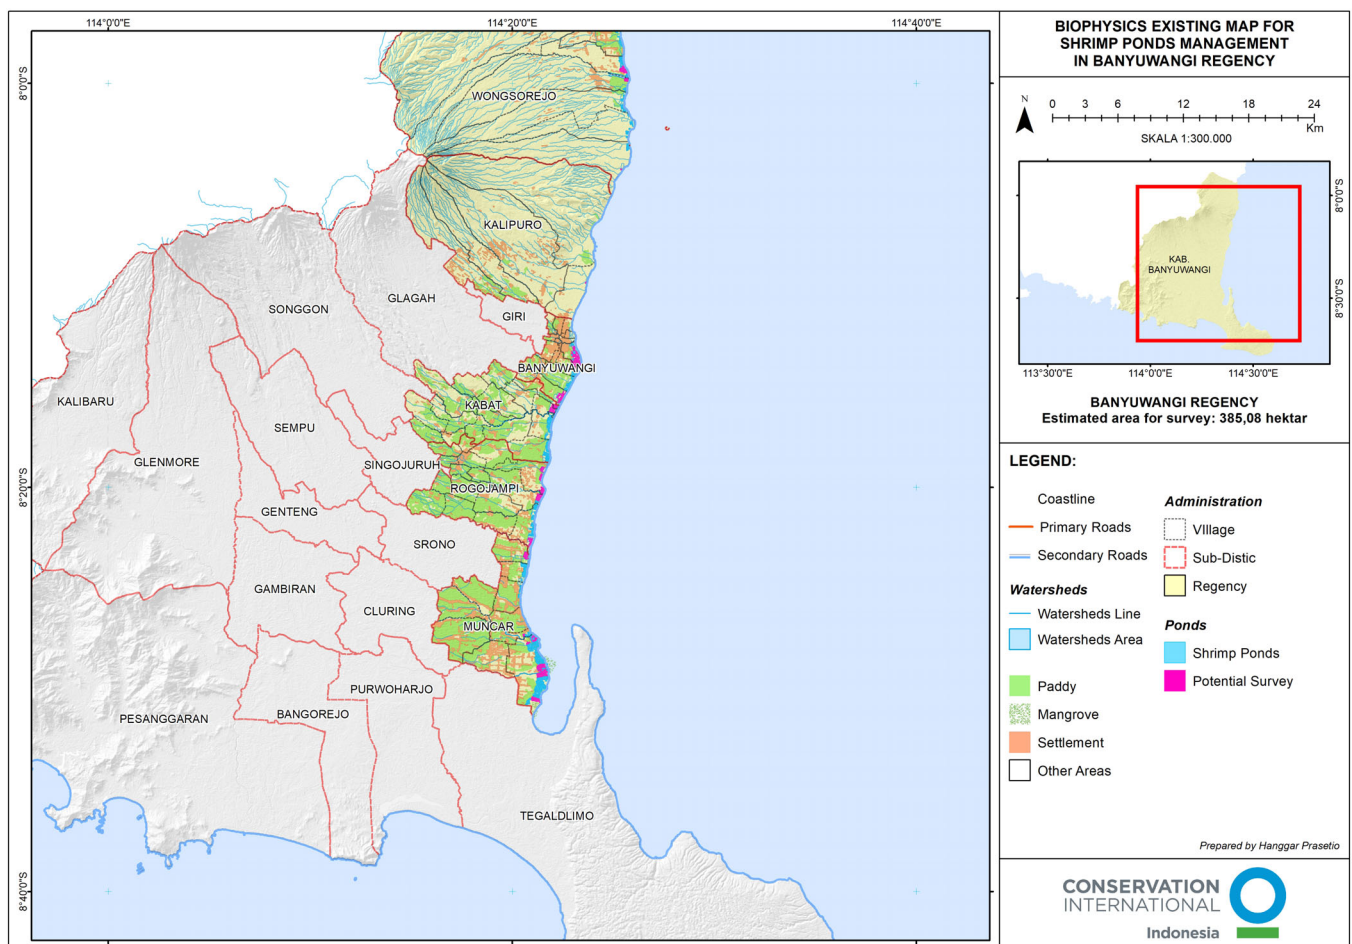 114°0'0"E
114°20'0"E
114°40'0"E
8°0'0"S
8°20'0"S
8°40'0"S
WONGSOREJO
KALIPURO
GLAGAH
SONGGON
GIRI
BANYUWANGI
KALIBARU
KABAT
SEMPU
GLENMORE
SINGOJURUH
ROGOJAMPI
GENTENG
SRONO
GAMBIRAN
CLURING
MUNCAR
PURWOHARJO
PESANGGARAN
BANGOREJO
TEGALDLIMO
BIOPHYSICS EXISTING MAP FOR
SHRIMP PONDS MANAGEMENT
IN BANYUWANGI REGENCY
N
0 3 6 12 18 24
Km
SKALA 1:300.000
8°0'0"S
8°30'0"S
KAB.
BANYUWANGI
113°30'0"E 114°0'0"E 114°30'0"E
BANYUWANGI REGENCY
Estimated area for survey: 385,08 hektar
LEGEND:
Coastline
Primary Roads
Secondary Roads
Watersheds
Watersheds Line
Watersheds Area
Paddy
Mangrove
Settlement
Other Areas
Administration
VIllage
Sub-Distic
Regency
Ponds
Shrimp Ponds
Potential Survey
Prepared by Hanggar Prasetio
CONSERVATION
INTERNATIONAL
Indonesia